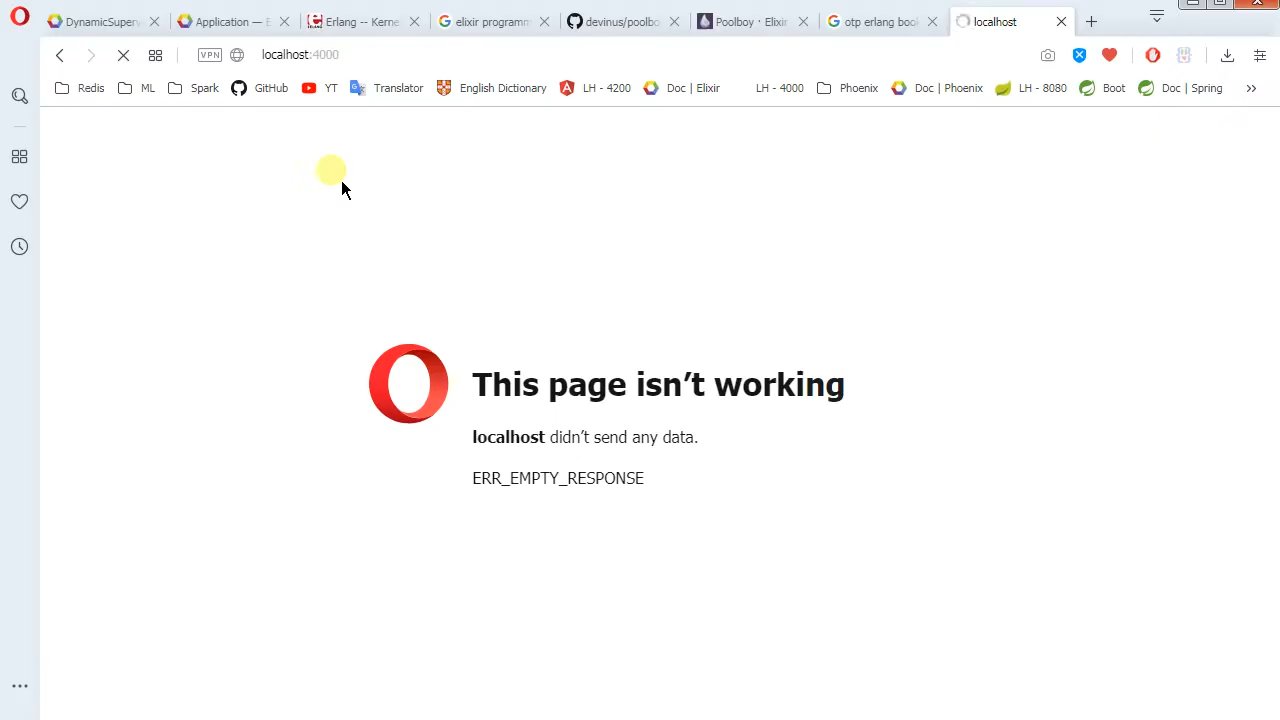 DynamicSuperv
Application — E
Erlang -- Kerne
elixir programm
devinus/poolbo
Poolboy · Elixir
otp erlang book
localhost
VPN
localhost:4000
Redis
ML
Spark
GitHub
YT
Translator
English Dictionary
LH - 4200
Doc | Elixir
LH - 4000
Phoenix
Doc | Phoenix
LH - 8080
Boot
Doc | Spring
This page isn’t working
localhost didn’t send any data.
ERR_EMPTY_RESPONSE